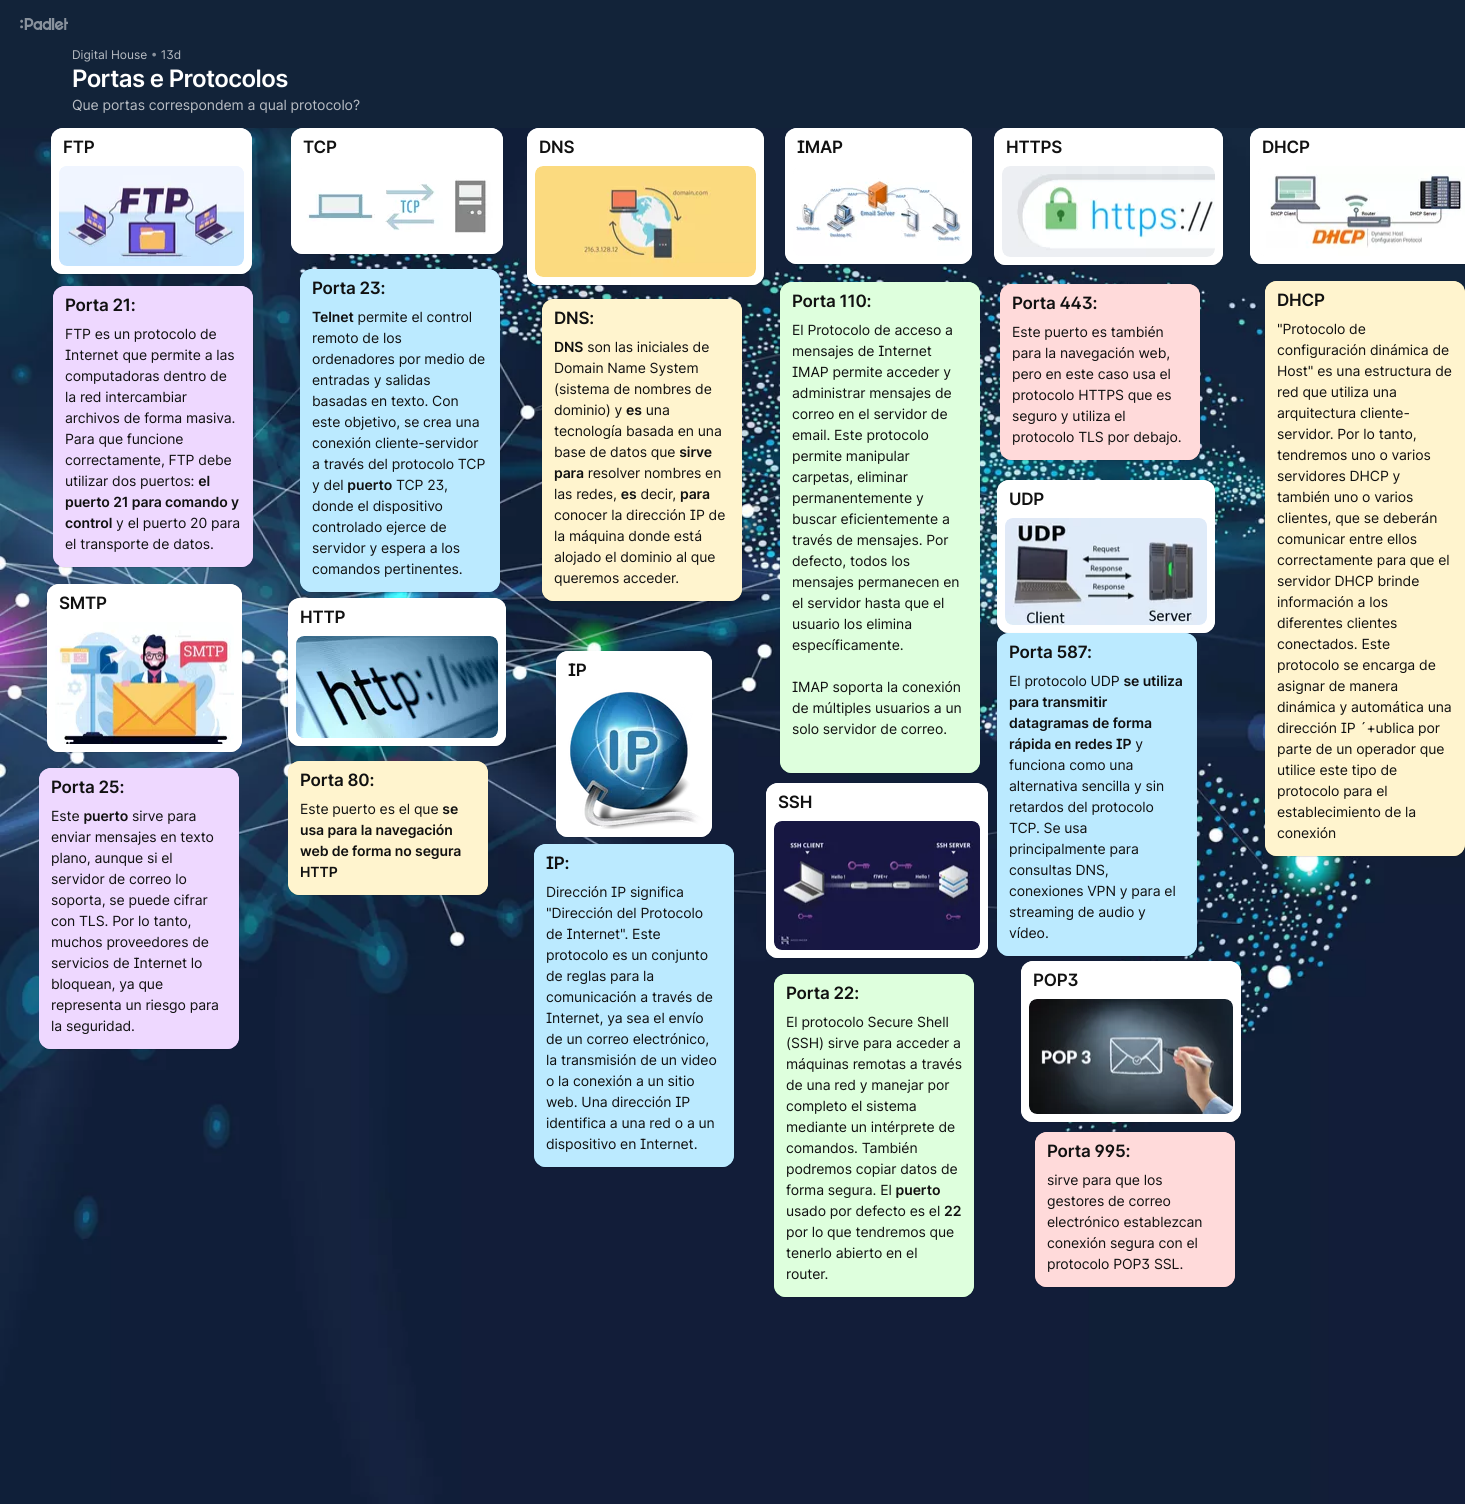 :Padlet
Digital House • 13d
Portas e Protocolos
Que portas correspondem a qual protocolo?
FTP
FTP
Porta 21:
FTP es un protocolo de
Internet que permite a las
computadoras dentro de
la red intercambiar
archivos de forma masiva.
Para que funcione
correctamente, FTP debe
utilizar dos puertos: el
puerto 21 para comando y
control y el puerto 20 para
el transporte de datos.
SMTP
SMTP
Porta 25:
Este puerto sirve para
enviar mensajes en texto
plano, aunque si el
servidor de correo lo
soporta, se puede cifrar
con TLS. Por lo tanto,
muchos proveedores de
servicios de Internet lo
bloquean, ya que
representa un riesgo para
la seguridad.
TCP
TCP
Porta 23:
Telnet permite el control
remoto de los
ordenadores por medio de
entradas y salidas
basadas en texto. Con
este objetivo, se crea una
conexión cliente-servidor
a través del protocolo TCP
y del puerto TCP 23,
donde el dispositivo
controlado ejerce de
servidor y espera a los
comandos pertinentes.
HTTP
http://www
Porta 80:
Este puerto es el que se
usa para la navegación
web de forma no segura
HTTP
DNS
domain.com
216.3.128.12
DNS:
DNS son las iniciales de
Domain Name System
(sistema de nombres de
dominio) y es una
tecnología basada en una
base de datos que sirve
para resolver nombres en
las redes, es decir, para
conocer la dirección IP de
la máquina donde está
alojado el dominio al que
queremos acceder.
IP
IP
IP:
Dirección IP significa
"Dirección del Protocolo
de Internet". Este
protocolo es un conjunto
de reglas para la
comunicación a través de
Internet, ya sea el envío
de un correo electrónico,
la transmisión de un video
o la conexión a un sitio
web. Una dirección IP
identifica a una red o a un
dispositivo en Internet.
IMAP
IMAP
IMAP
IMAP
IMAP
Email Server
Smartphone
Desktop PC
Tablet
Desktop PC
Porta 110:
El Protocolo de acceso a
mensajes de Internet
IMAP permite acceder y
administrar mensajes de
correo en el servidor de
email. Este protocolo
permite manipular
carpetas, eliminar
permanentemente y
buscar eficientemente a
través de mensajes. Por
defecto, todos los
mensajes permanecen en
el servidor hasta que el
usuario los elimina
específicamente.
IMAP soporta la conexión
de múltiples usuarios a un
solo servidor de correo.
SSH
SSH CLIENT
SSH SERVER
Hello !
Hello !
Porta 22:
El protocolo Secure Shell
(SSH) sirve para acceder a
máquinas remotas a través
de una red y manejar por
completo el sistema
mediante un intérprete de
comandos. También
podremos copiar datos de
forma segura. El puerto
usado por defecto es el 22
por lo que tendremos que
tenerlo abierto en el
router.
HTTPS
https://
Porta 443:
Este puerto es también
para la navegación web,
pero en este caso usa el
protocolo HTTPS que es
seguro y utiliza el
protocolo TLS por debajo.
UDP
UDP
Request
Response
Response
Client
Server
Porta 587:
El protocolo UDP se utiliza
para transmitir
datagramas de forma
rápida en redes IP y
funciona como una
alternativa sencilla y sin
retardos del protocolo
TCP. Se usa
principalmente para
consultas DNS,
conexiones VPN y para el
streaming de audio y
vídeo.
POP3
POP 3
Porta 995:
sirve para que los
gestores de correo
electrónico establezcan
conexión segura con el
protocolo POP3 SSL.
DHCP
DHCP Client
Router
DHCP Server
DHCP
Dynamic Host
Configuration Protocol
DHCP
"Protocolo de
configuración dinámica de
Host" es una estructura de
red que utiliza una
arquitectura cliente-
servidor. Por lo tanto,
tendremos uno o varios
servidores DHCP y
también uno o varios
clientes, que se deberán
comunicar entre ellos
correctamente para que el
servidor DHCP brinde
información a los
diferentes clientes
conectados. Este
protocolo se encarga de
asignar de manera
dinámica y automática una
dirección IP ´+ublica por
parte de un operador que
utilice este tipo de
protocolo para el
establecimiento de la
conexión